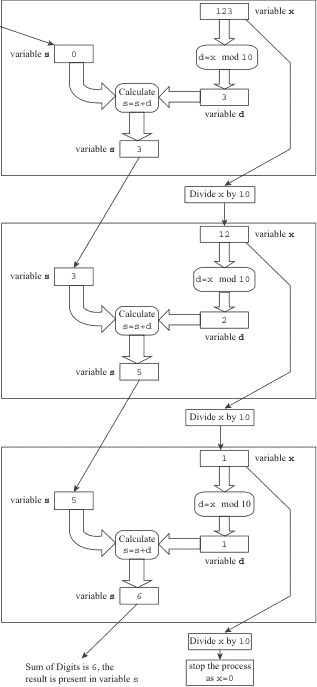 123 variable x
variable s 0
d=x mod 10
Calculate
s=s+d
3
variable d
variable s 3
Divide x by 10
12 variable x
variable s 3
d=x mod 10
Calculate
s=s+d
2
variable d
variable s 5
Divide x by 10
1 variable x
variable s 5
d=x mod 10
Calculate
s=s+d
1
variable d
variable s 6
Divide x by 10
Sum of Digits is 6, the
result is present in variable s
stop the process
as x=0